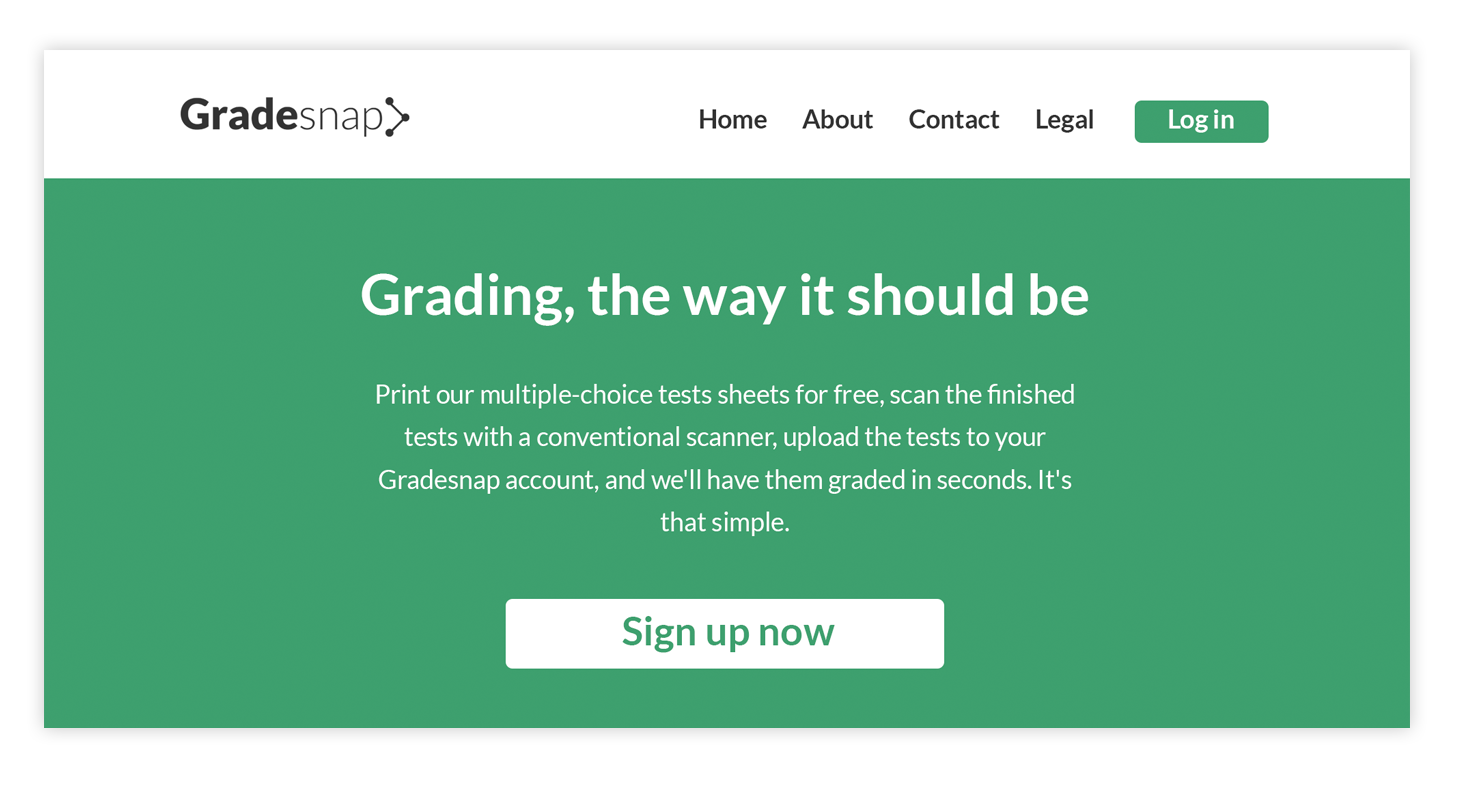 Gradesnap
Home About Contact Legal Log in
Grading, the way it should be
Print our multiple-choice tests sheets for free, scan the finished
tests with a conventional scanner, upload the tests to your
Gradesnap account, and we'll have them graded in seconds. It's
that simple.
Sign up now